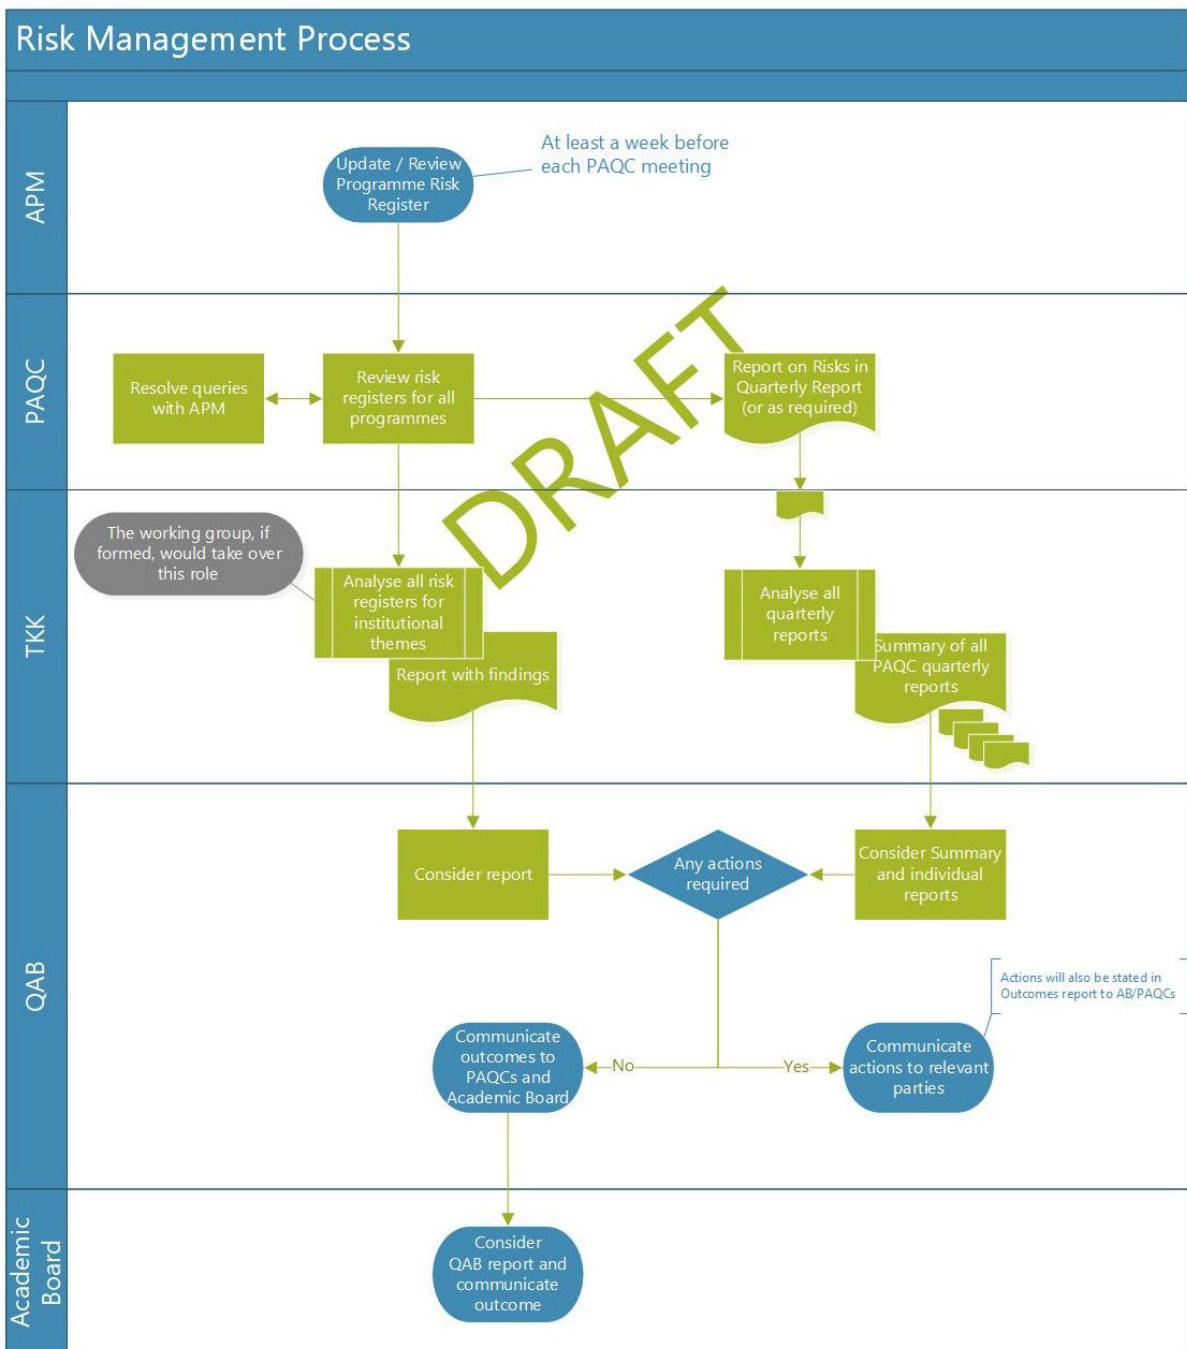 Risk Management Process
APM
Update / Review
Programme Risk
Register
At least a week before
each PAQC meeting
PAQC
Resolve queries
with APM
Review risk
registers for all
programmes
Report on Risks in
Quarterly Report
(or as required)
DRAFT
TKK
The working group, if
formed, would take over
this role
Analyse all risk
registers for
institutional
themes
Report with findings
Analyse all
quarterly
reports
Summary of all
PAQC quarterly
reports
QAB
Consider report
Any actions
required
Consider Summary
and individual
reports
Actions will also be stated in
Outcomes report to AB/PAQCs
Communicate
outcomes to
PAQCs and
Academic Board
No
Yes
Communicate
actions to relevant
parties
Academic
Board
Consider
QAB report and
communicate
outcome